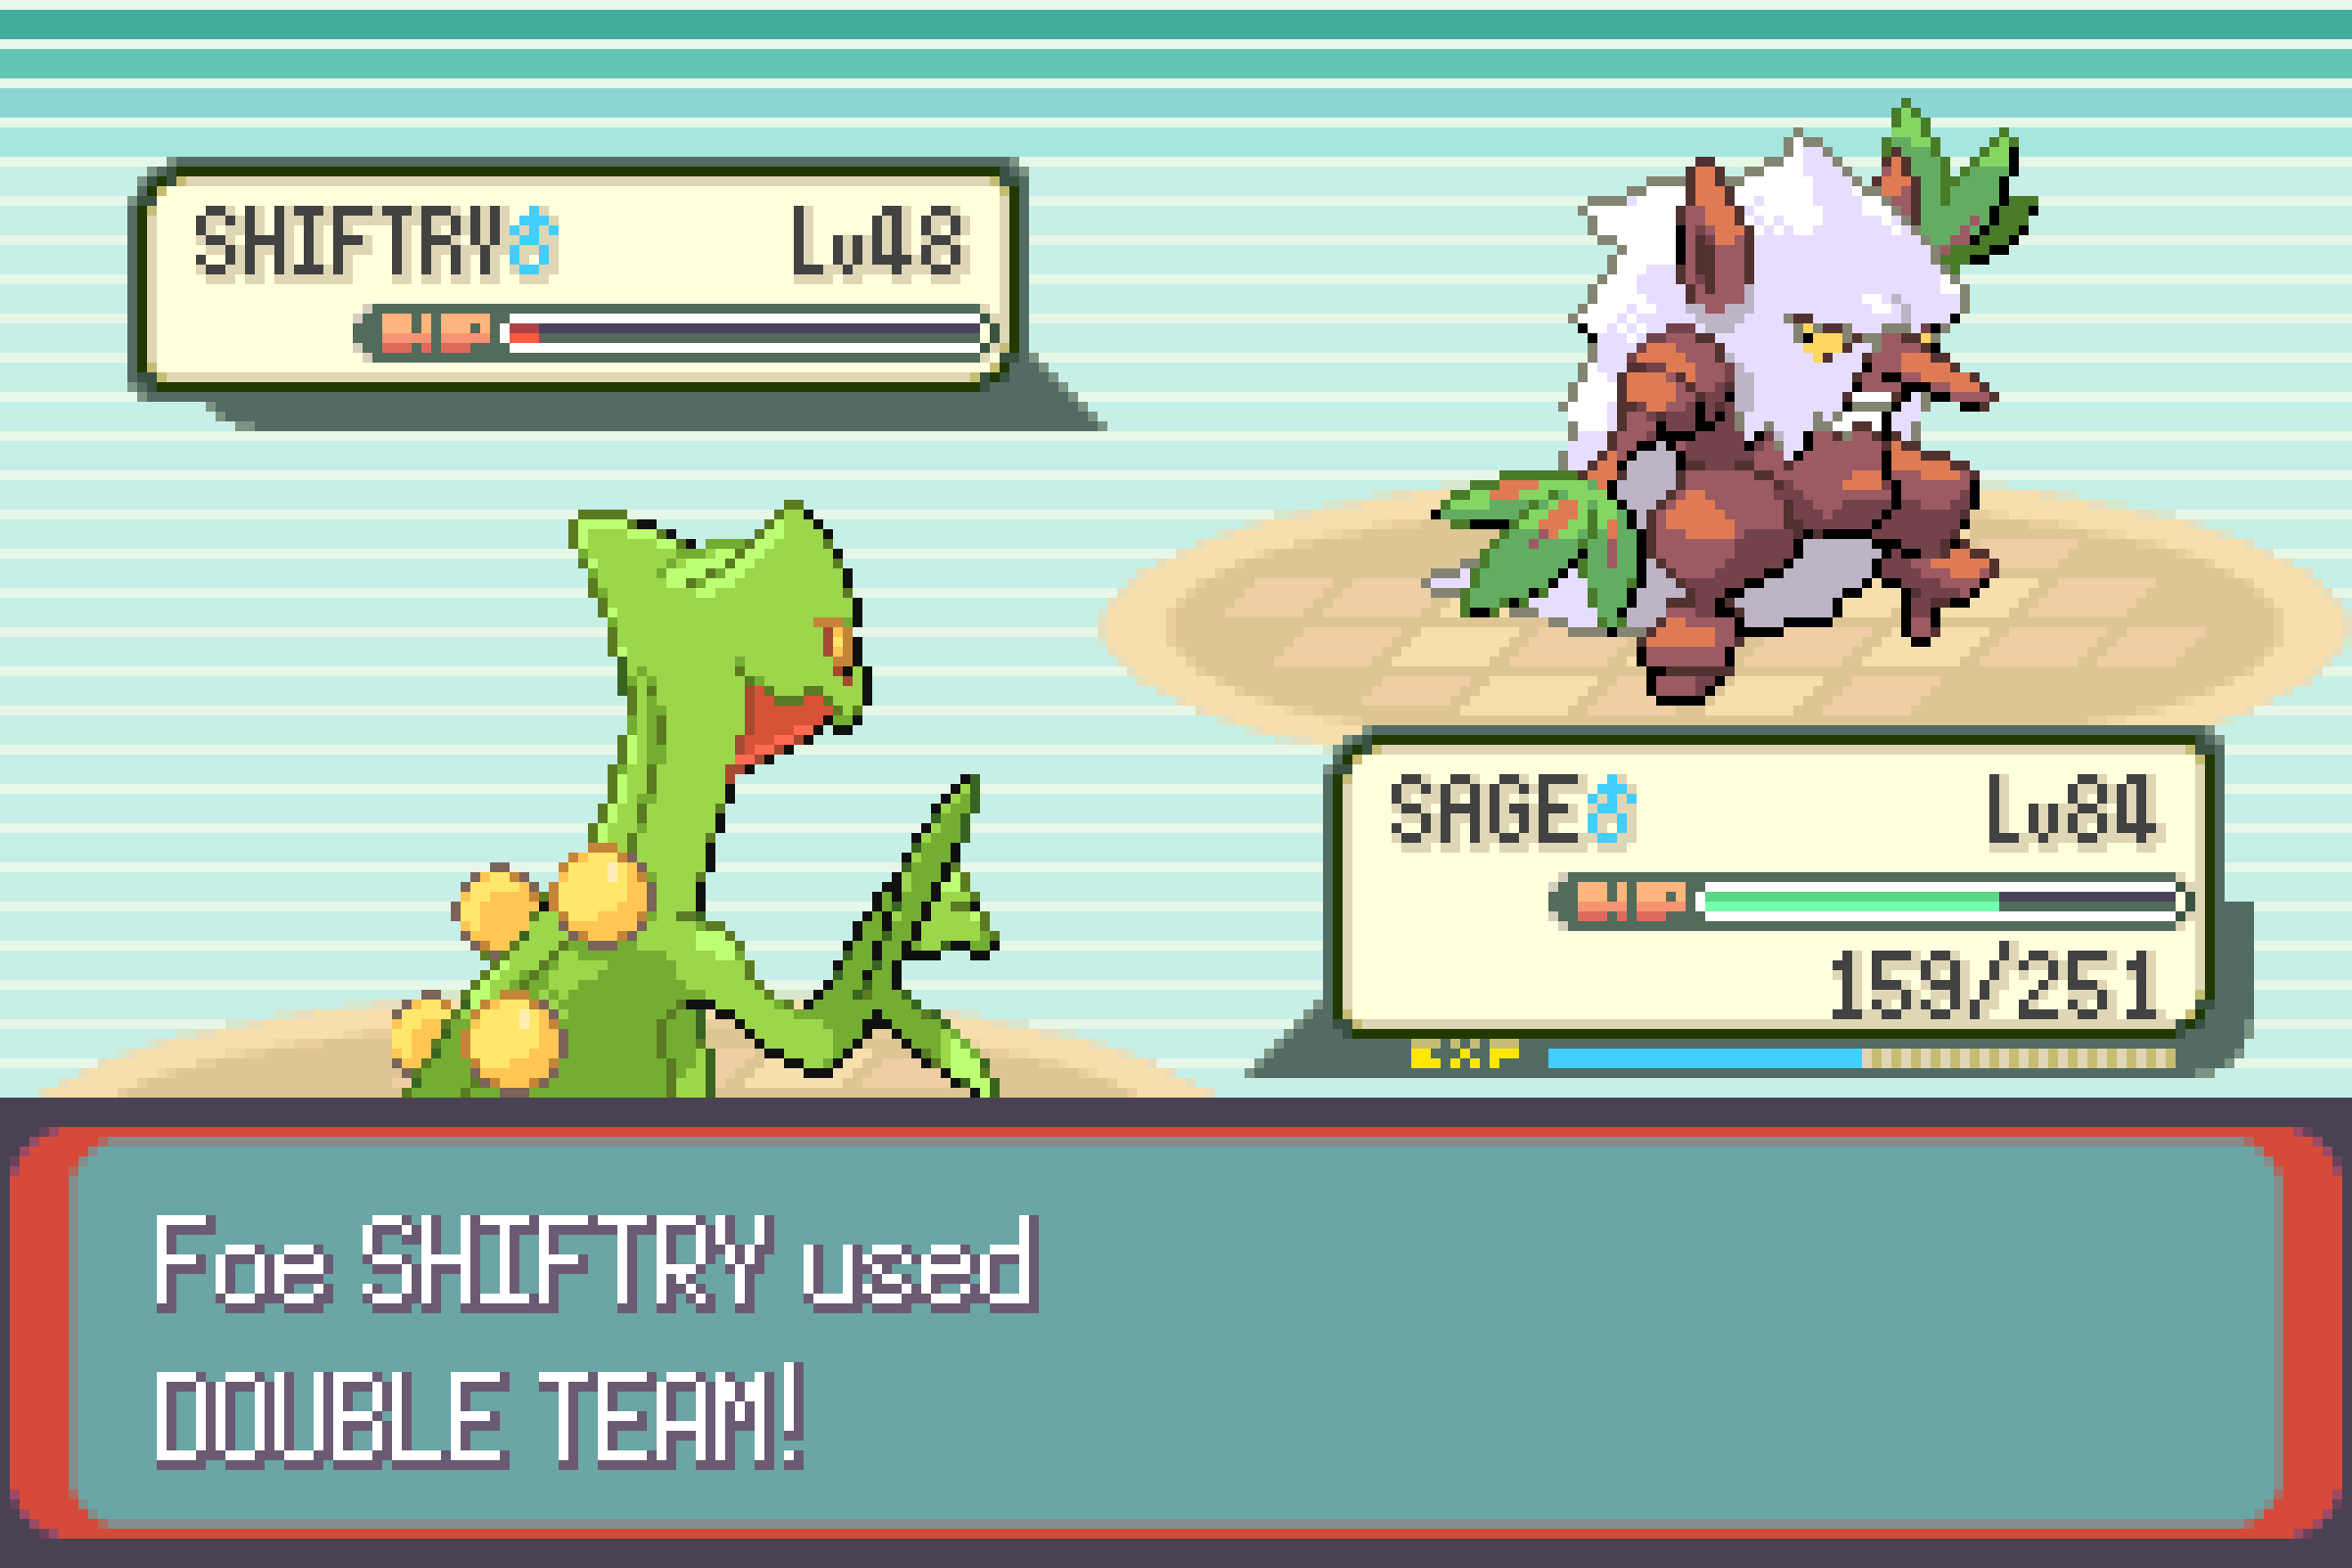 SHIFTRY♂ Lv48
HP
SAGE♂ Lv84
HP
159/251
EXP
Foe SHIFTRY used
DOUBLE TEAM!